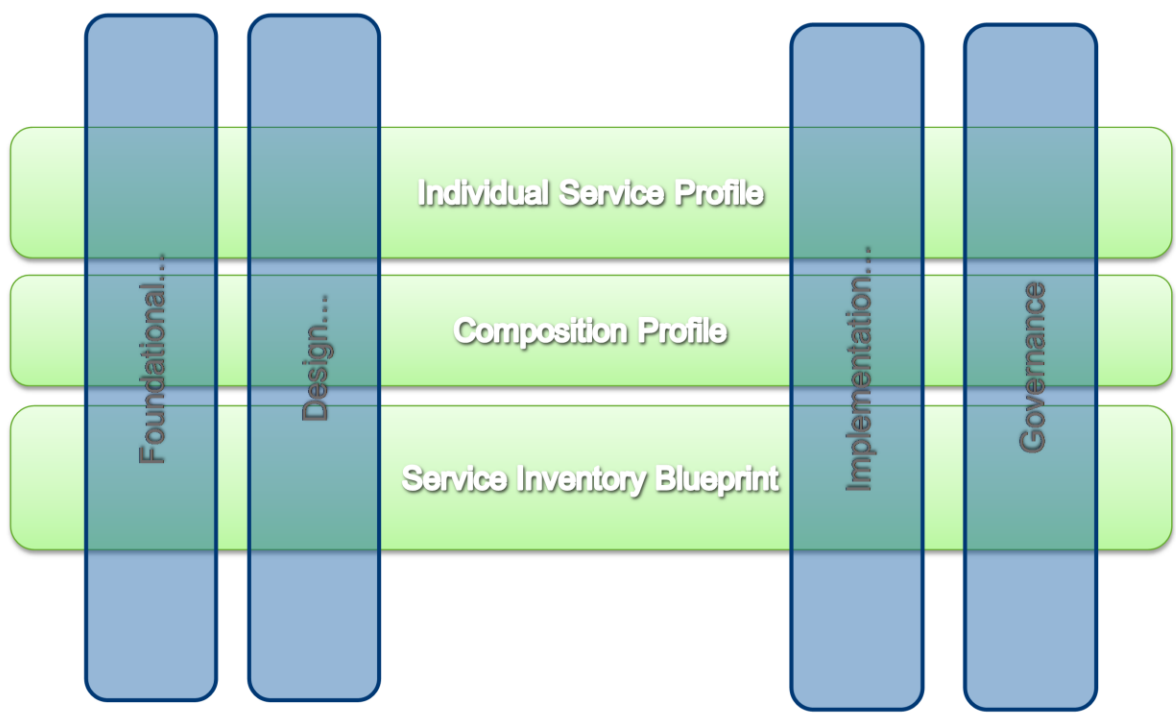 Individual Service Profile
Composition Profile
Service Inventory Blueprint
Foundational…
Design…
Implementation…
Governance